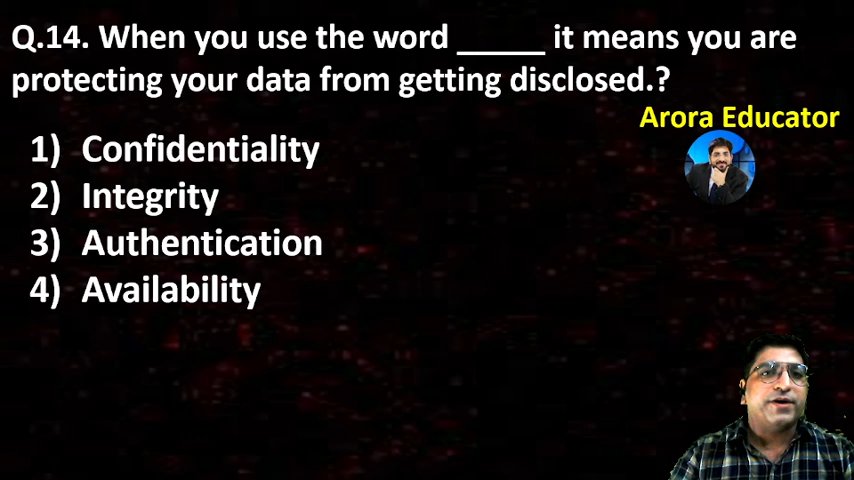 Q.14. When you use the word _____ it means you are
protecting your data from getting disclosed.?
Arora Educator
1) Confidentiality
2) Integrity
3) Authentication
4) Availability